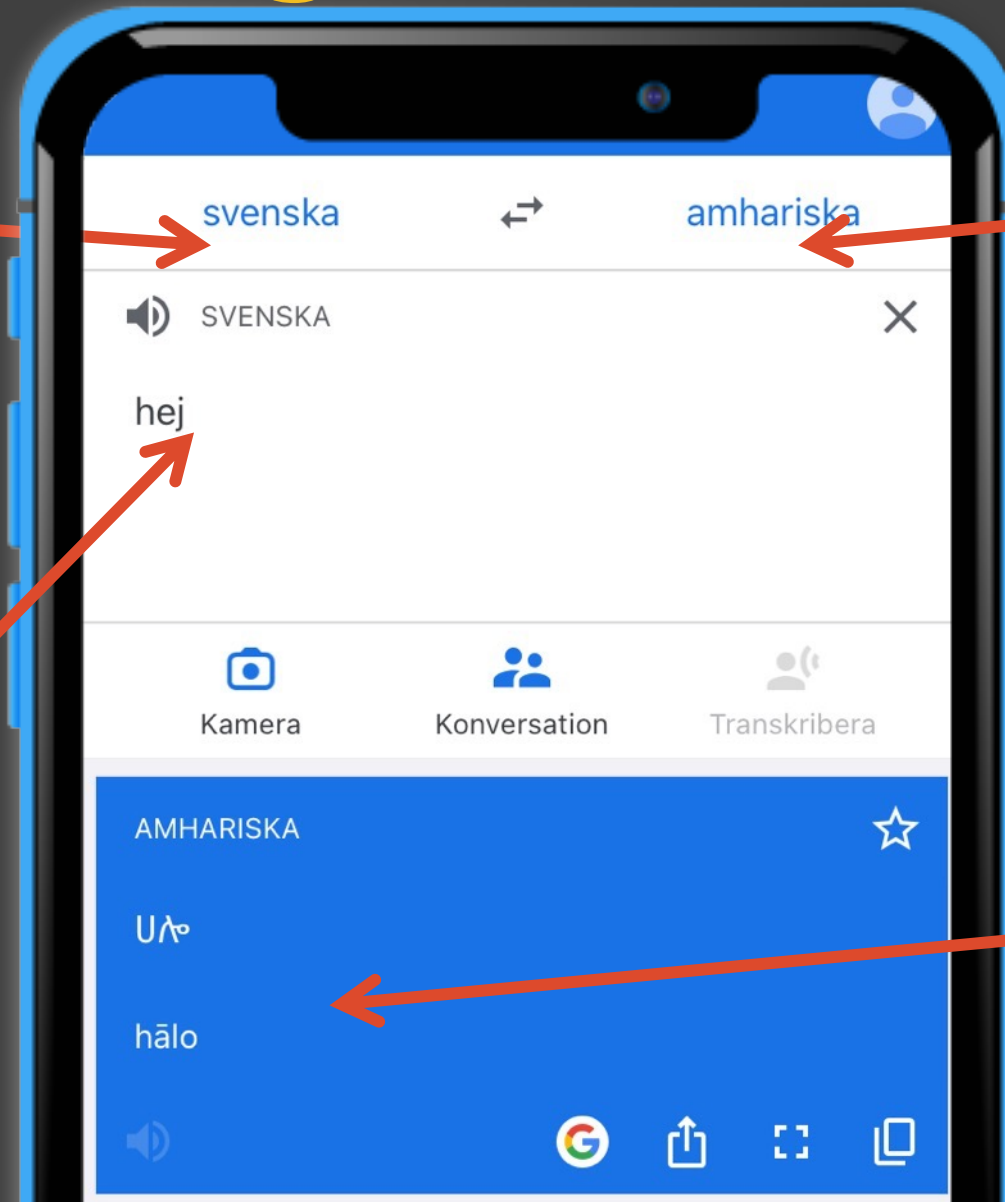 svenska amhariska
SVENSKA
hej
Kamera Konversation Transkribera
AMHARISKA
ሀሎ
hālo